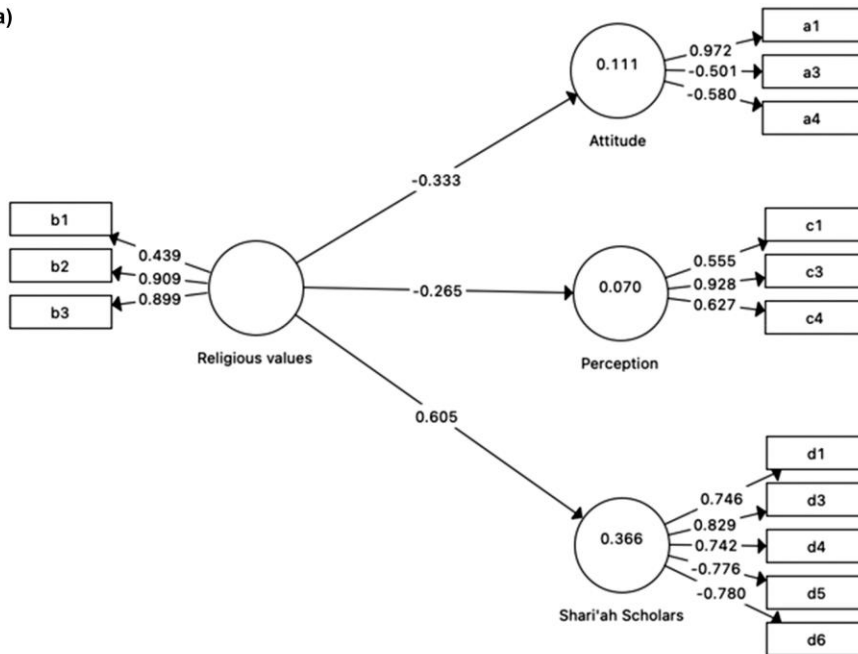 a)
a1
0.972
0.111
-0.501
a3
-0.580
a4
Attitude
-0.333
b1
0.439
b2
0.909
b3
0.899
Religious values
-0.265
c1
0.555
0.070
0.928
c3
0.627
c4
Perception
0.605
d1
0.746
d3
0.829
0.366
0.742
d4
-0.776
d5
-0.780
Shari'ah Scholars
d6